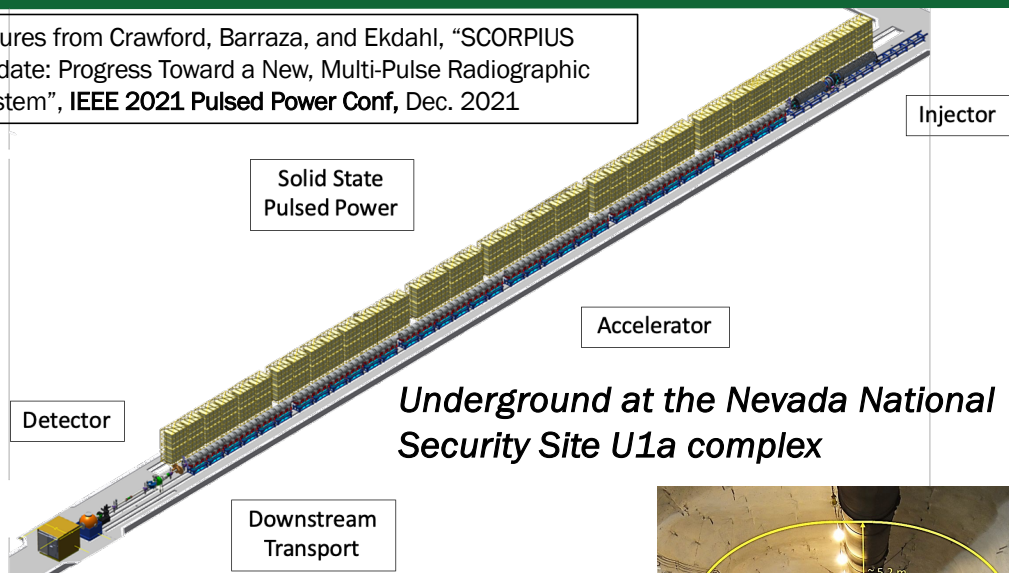 ures from Crawford, Barraza, and Ekdahl, “SCORPIUS
date: Progress Toward a New, Multi-Pulse Radiographic
stem”, IEEE 2021 Pulsed Power Conf, Dec. 2021
Injector
Solid State
Pulsed Power
Accelerator
Underground at the Nevada National
Security Site U1a complex
Detector
Downstream
Transport
~5.2 m